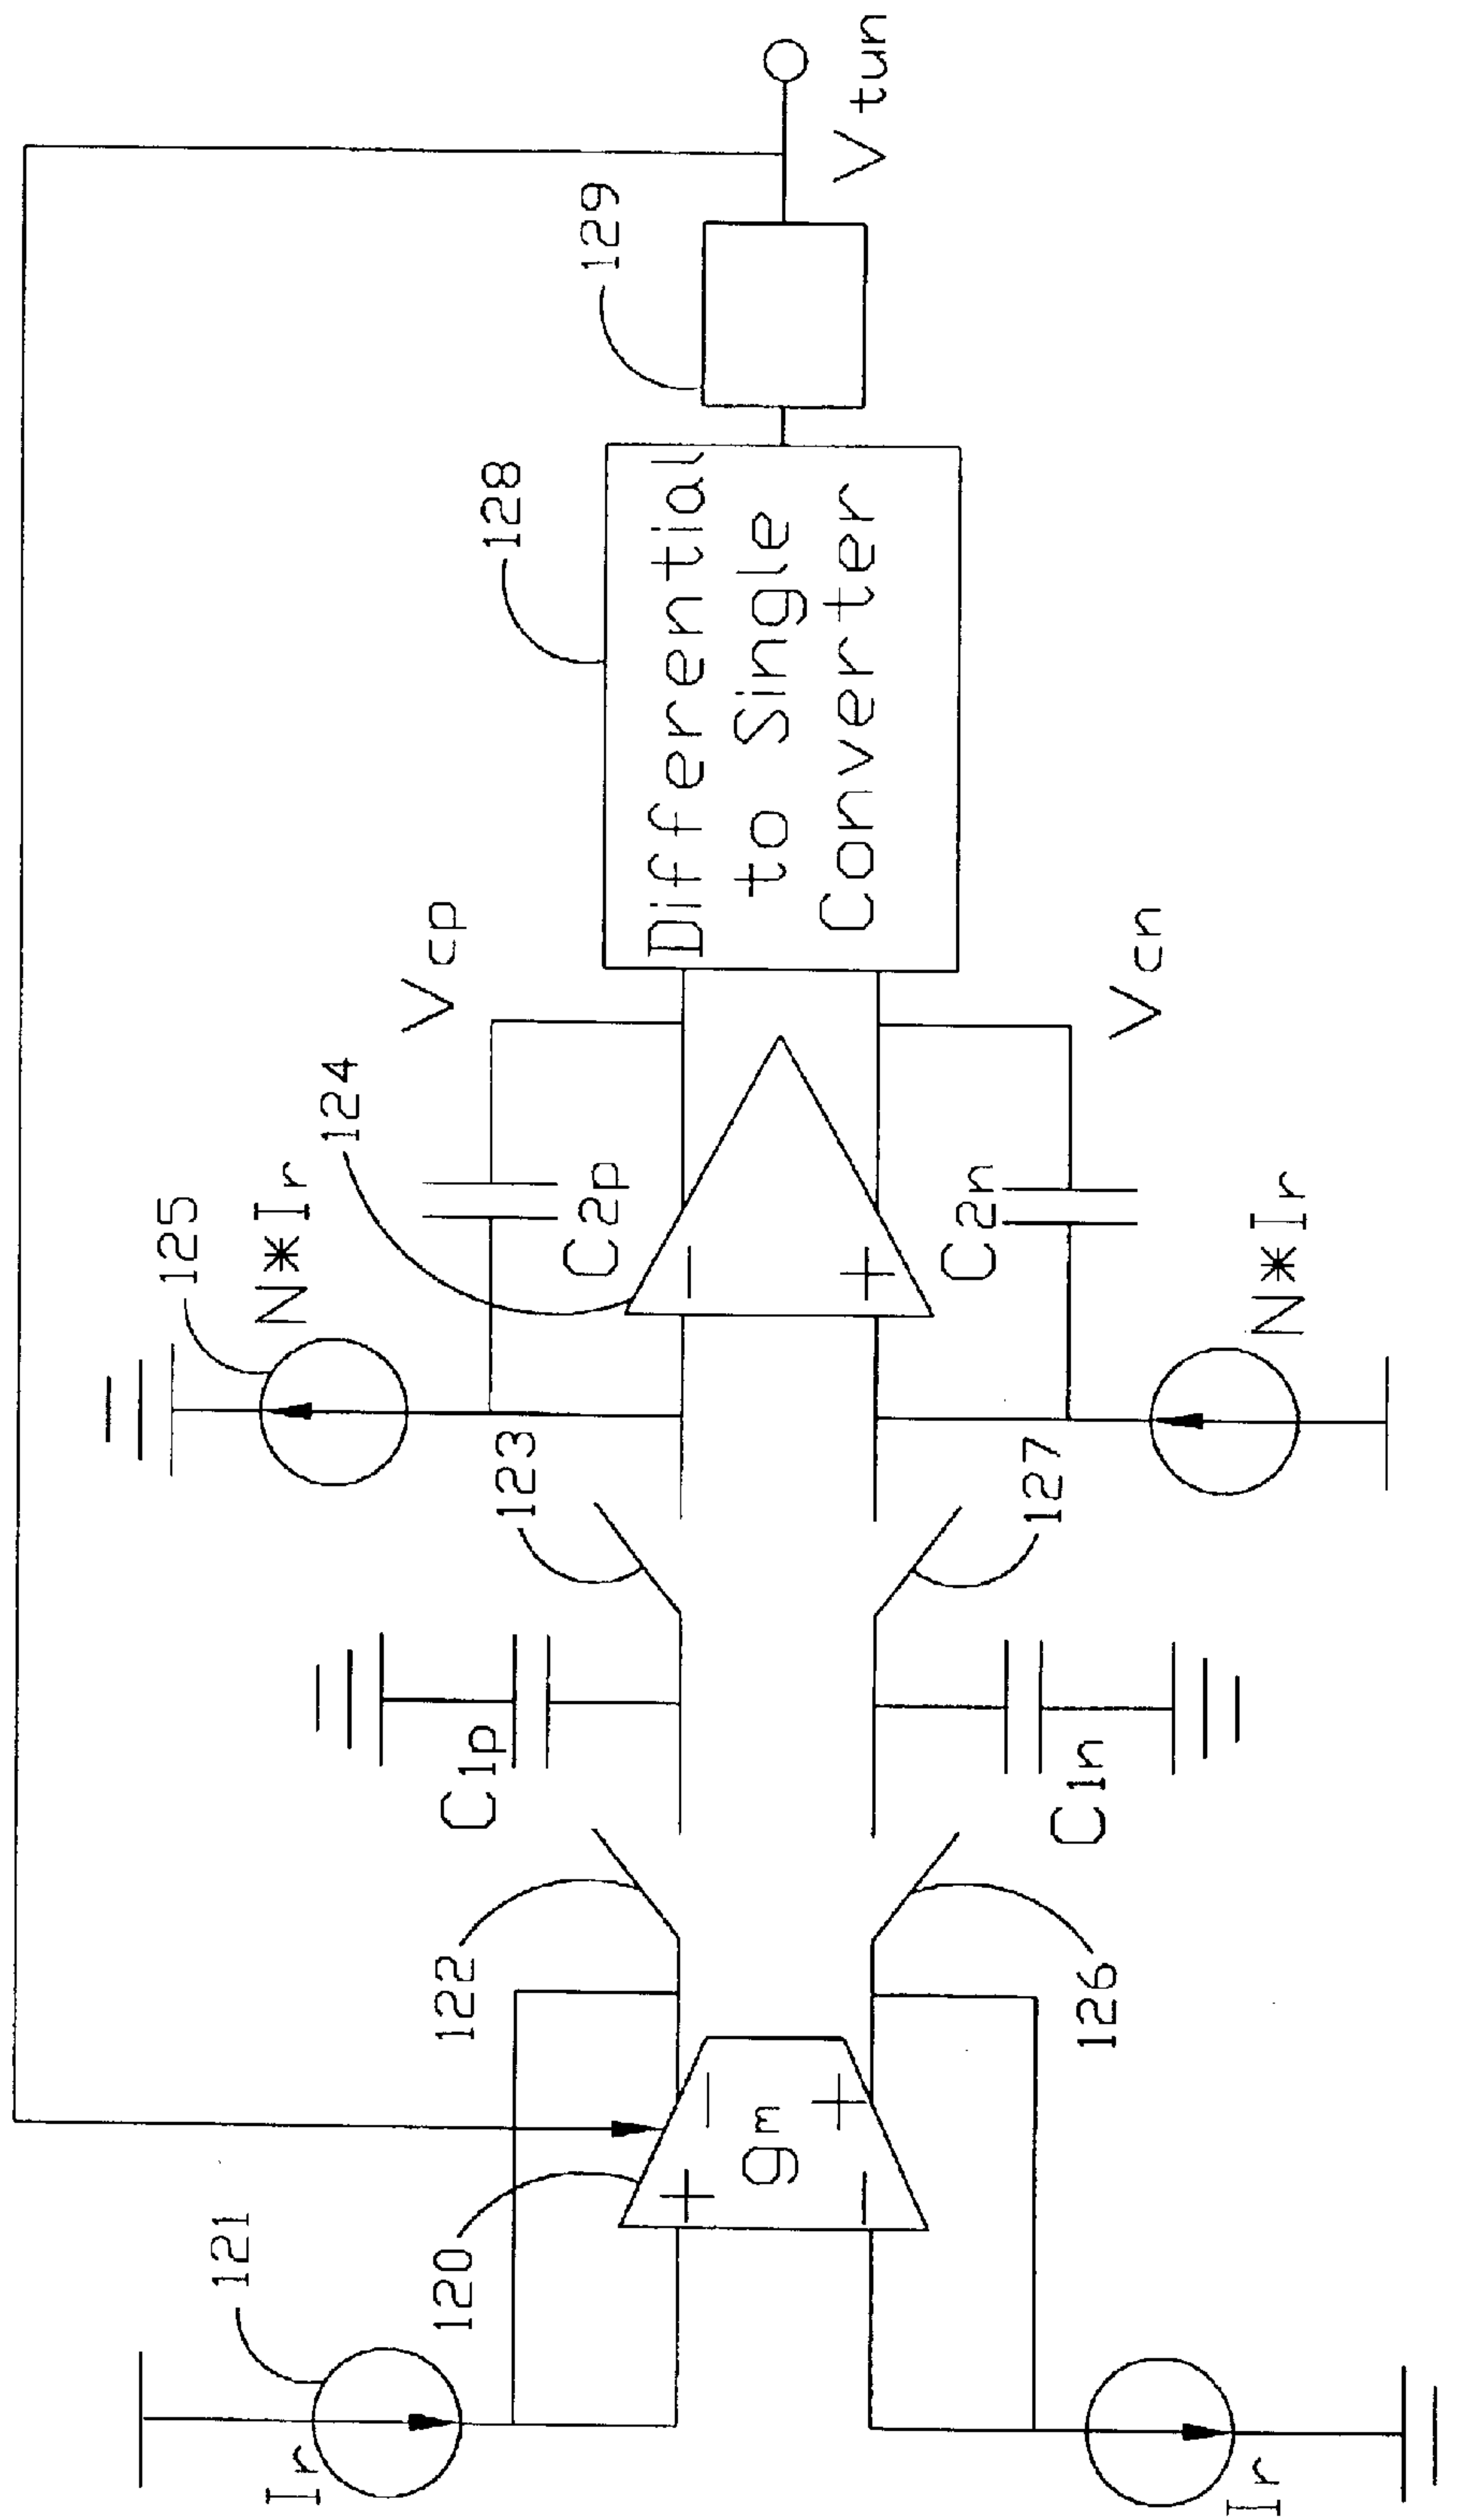 Ir
121
120
+
-
gm
-
+
Ir
122
126
C1p
C1n
123
127
125
N*Ir
124
C2p
-
+
C2n
N*Ir
Vcp
Vcn
128
Differential
to Single
Converter
129
Vtun